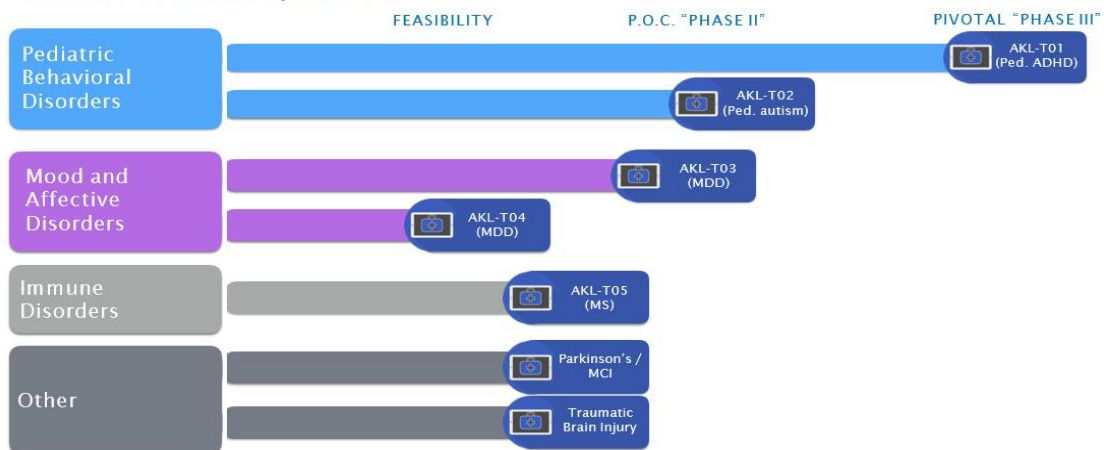 FEASIBILITY P.O.C. "PHASE II" PIVOTAL "PHASE III"
Pediatric
Behavioral
Disorders
AKL-T01
(Ped. ADHD)
AKL-T02
(Ped. autism)
Mood and
Affective
Disorders
AKL-T03
(MDD)
AKL-T04
(MDD)
Immune
Disorders
AKL-T05
(MS)
Other
Parkinson's /
MCI
Traumatic
Brain Injury